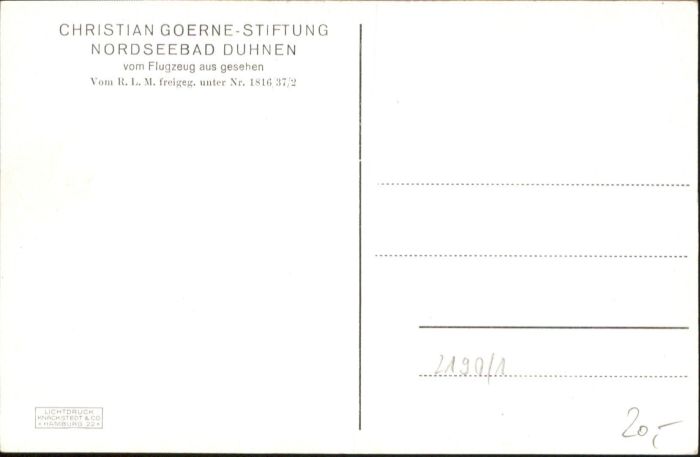 CHRISTIAN GOERNE-STIFTUNG
NORDSEEBAD DUHNEN
vom Flugzeug aus gesehen
Vom R. L. M. freigeg. unter Nr. 1816 37/2
2190/1
LICHTDRUCK
KNACKSTEDT & CO
HAMBURG 22
20,-